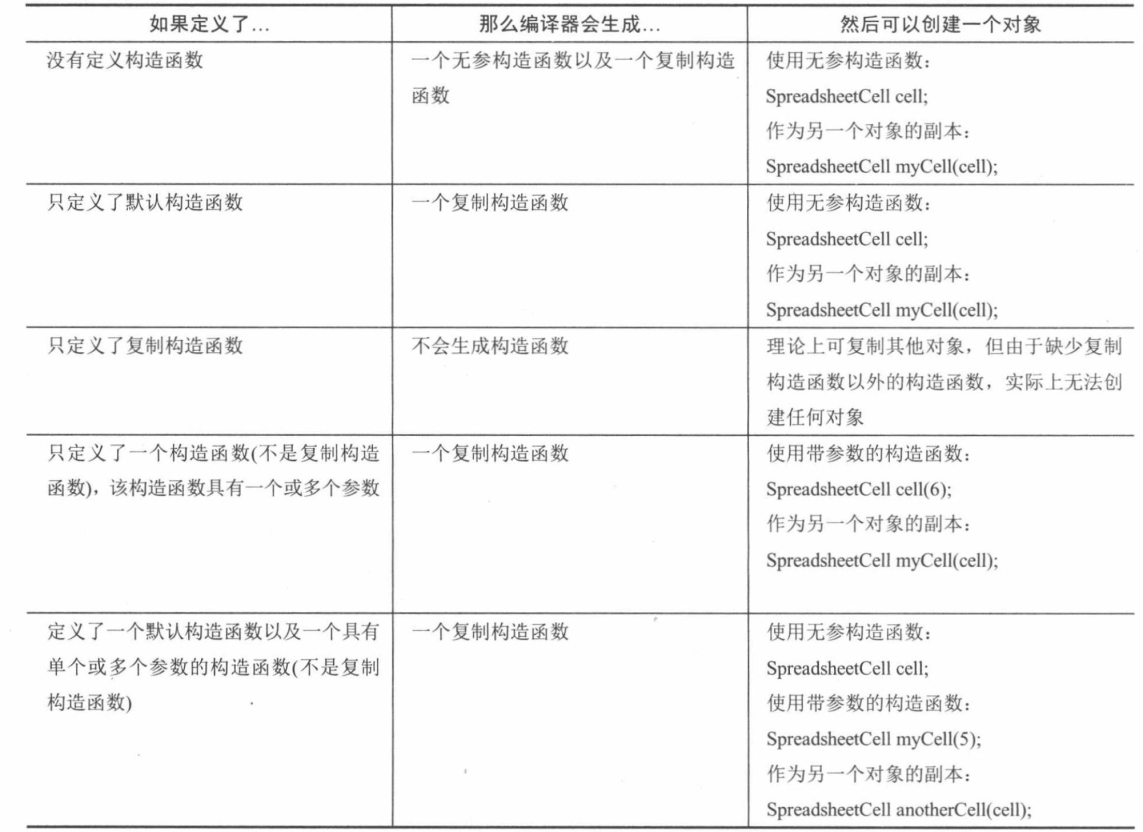 如果定义了…
那么编译器会生成…
然后可以创建一个对象
没有定义构造函数
一个无参构造函数以及一个复制构造
函数
使用无参构造函数：
SpreadsheetCell cell;
作为另一个对象的副本：
SpreadsheetCell myCell(cell);
只定义了默认构造函数
一个复制构造函数
使用无参构造函数：
SpreadsheetCell cell;
作为另一个对象的副本：
SpreadsheetCell myCell(cell);
只定义了复制构造函数
不会生成构造函数
理论上可复制其他对象，但由于缺少复制
构造函数以外的构造函数，实际上无法创
建任何对象
只定义了一个构造函数(不是复制构造
函数)，该构造函数具有一个或多个参数
一个复制构造函数
使用带参数的构造函数：
SpreadsheetCell cell(6);
作为另一个对象的副本：
SpreadsheetCell myCell(cell);
定义了一个默认构造函数以及一个具有
单个或多个参数的构造函数(不是复制
构造函数)
一个复制构造函数
使用无参构造函数：
SpreadsheetCell cell;
使用带参数的构造函数：
SpreadsheetCell myCell(5);
作为另一个对象的副本：
SpreadsheetCell anotherCell(cell);